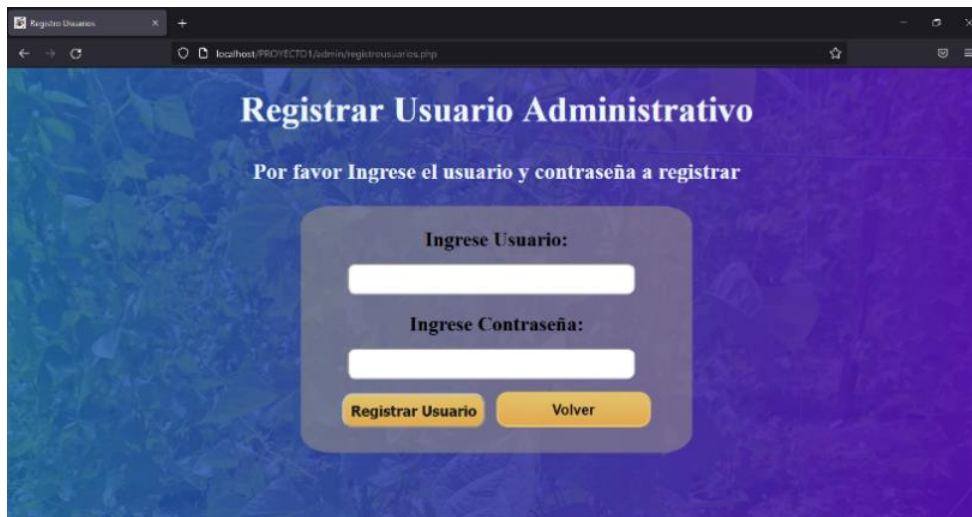 Registro Usuarios
localhost/PROYECTO1/admin/registrousuarios.php
Registrar Usuario Administrativo
Por favor Ingrese el usuario y contraseña a registrar
Ingrese Usuario:
Ingrese Contraseña:
Registrar Usuario Volver